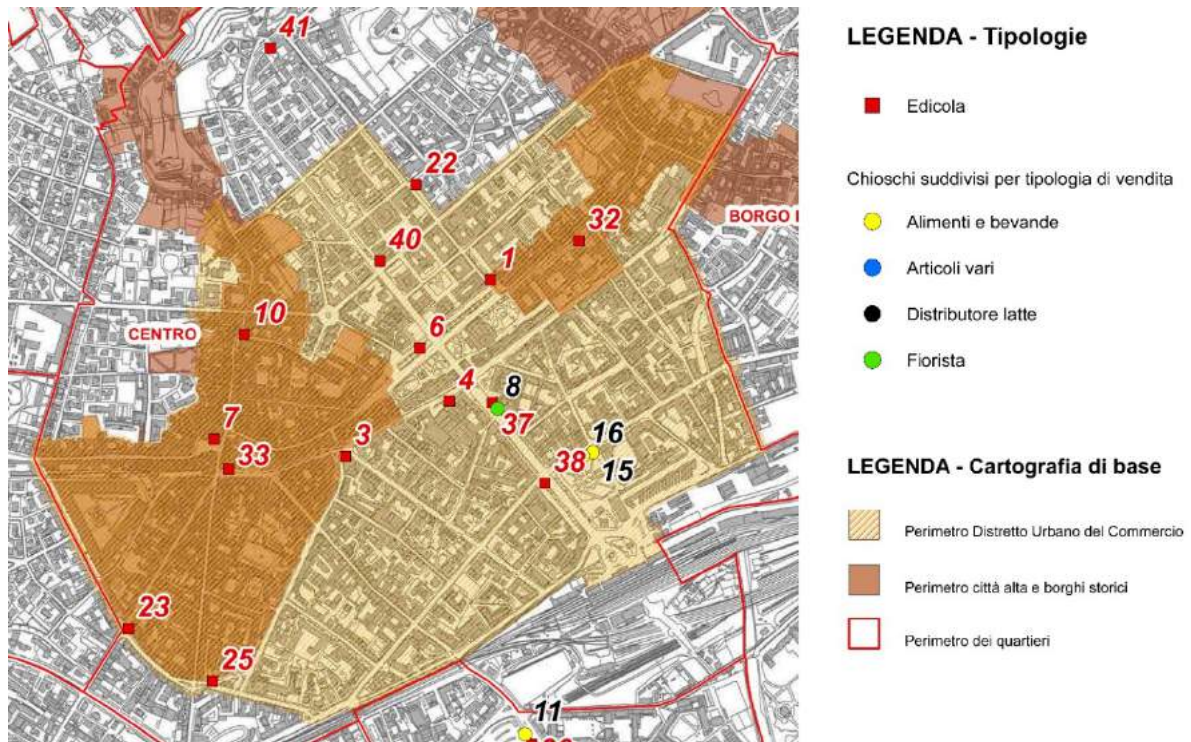 41
22
32
BORGO
40
1
10
CENTRO
6
4
8
37
7
3
16
33
38
15
23
25
11
LEGENDA - Tipologie
Edicola
Chioschi suddivisi per tipologia di vendita
Alimenti e bevande
Articoli vari
Distributore latte
Fiorista
LEGENDA - Cartografia di base
Perimetro Distretto Urbano del Commercio
Perimetro città alta e borghi storici
Perimetro dei quartieri